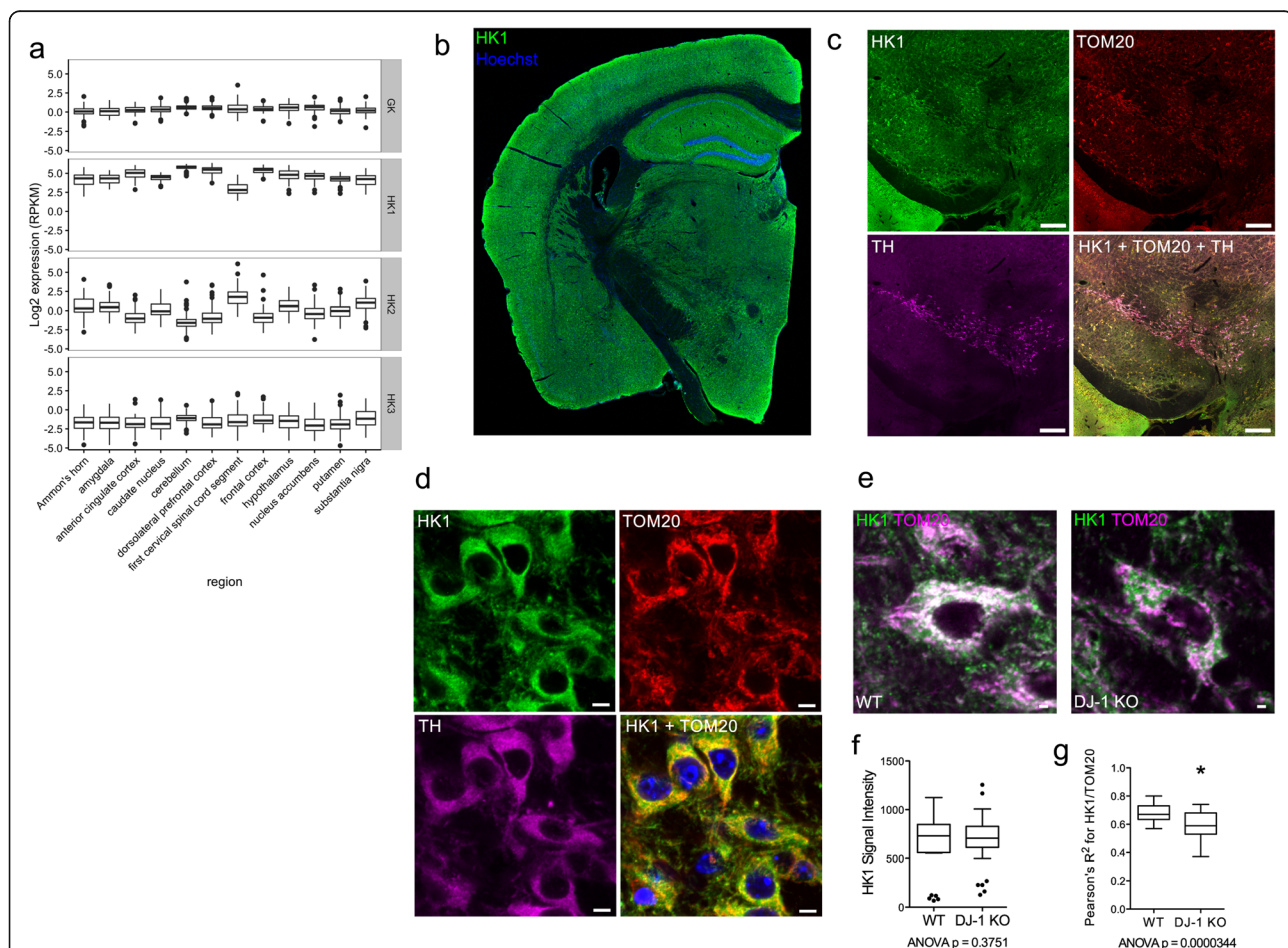 a
Log2 expression (RPKM)
5.0
2.5
0.0
-2.5
-5.0
GK
5.0
2.5
0.0
-2.5
-5.0
HK1
5.0
2.5
0.0
-2.5
-5.0
HK2
5.0
2.5
0.0
-2.5
-5.0
HK3
Ammon's horn
amygdala
anterior cingulate cortex
caudate nucleus
cerebellum
dorsolateral prefrontal cortex
first cervical spinal cord segment
frontal cortex
hypothalamus
nucleus accumbens
putamen
substantia nigra
region
b
HK1
Hoechst
c
HK1
TOM20
TH
HK1 + TOM20 + TH
d
HK1
TOM20
TH
HK1 + TOM20
e
HK1 TOM20
WT
HK1 TOM20
DJ-1 KO
f
HK1 Signal Intensity
1500
1000
500
0
WT DJ-1 KO
ANOVA p = 0.3751
g
Pearson's R² for HK1/TOM20
1.0
0.8
0.6
0.4
0.2
0.0
*
WT DJ-1 KO
ANOVA p = 0.0000344